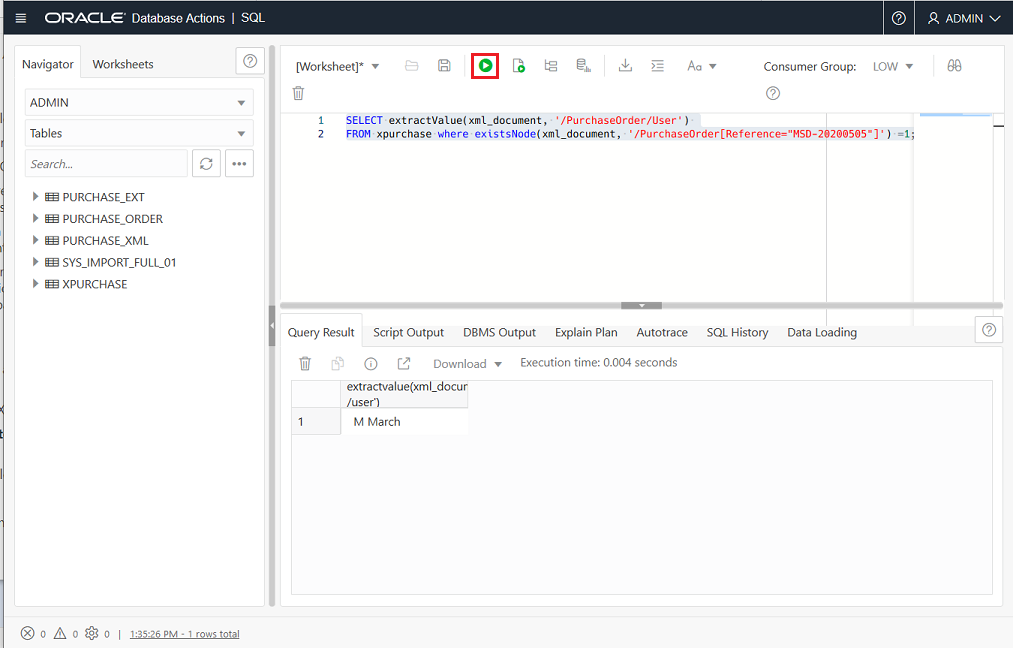 ORACLE Database Actions | SQL
ADMIN
Navigator
Worksheets
ADMIN
Tables
Search...
PURCHASE_EXT
PURCHASE_ORDER
PURCHASE_XML
SYS_IMPORT_FULL_01
XPURCHASE
[Worksheet]*
Aa
Consumer Group:
LOW
1 SELECT extractValue(xml_document, '/PurchaseOrder/User')
2 FROM xpurchase where existsNode(xml_document, '/PurchaseOrder[Reference="MSD-20200505"]') =1;
Query Result
Script Output
DBMS Output
Explain Plan
Autotrace
SQL History
Data Loading
Download
Execution time: 0.004 seconds
extractvalue(xml_docur
/user')
1 M March
0 0 0 | 1:35:26 PM - 1 rows total